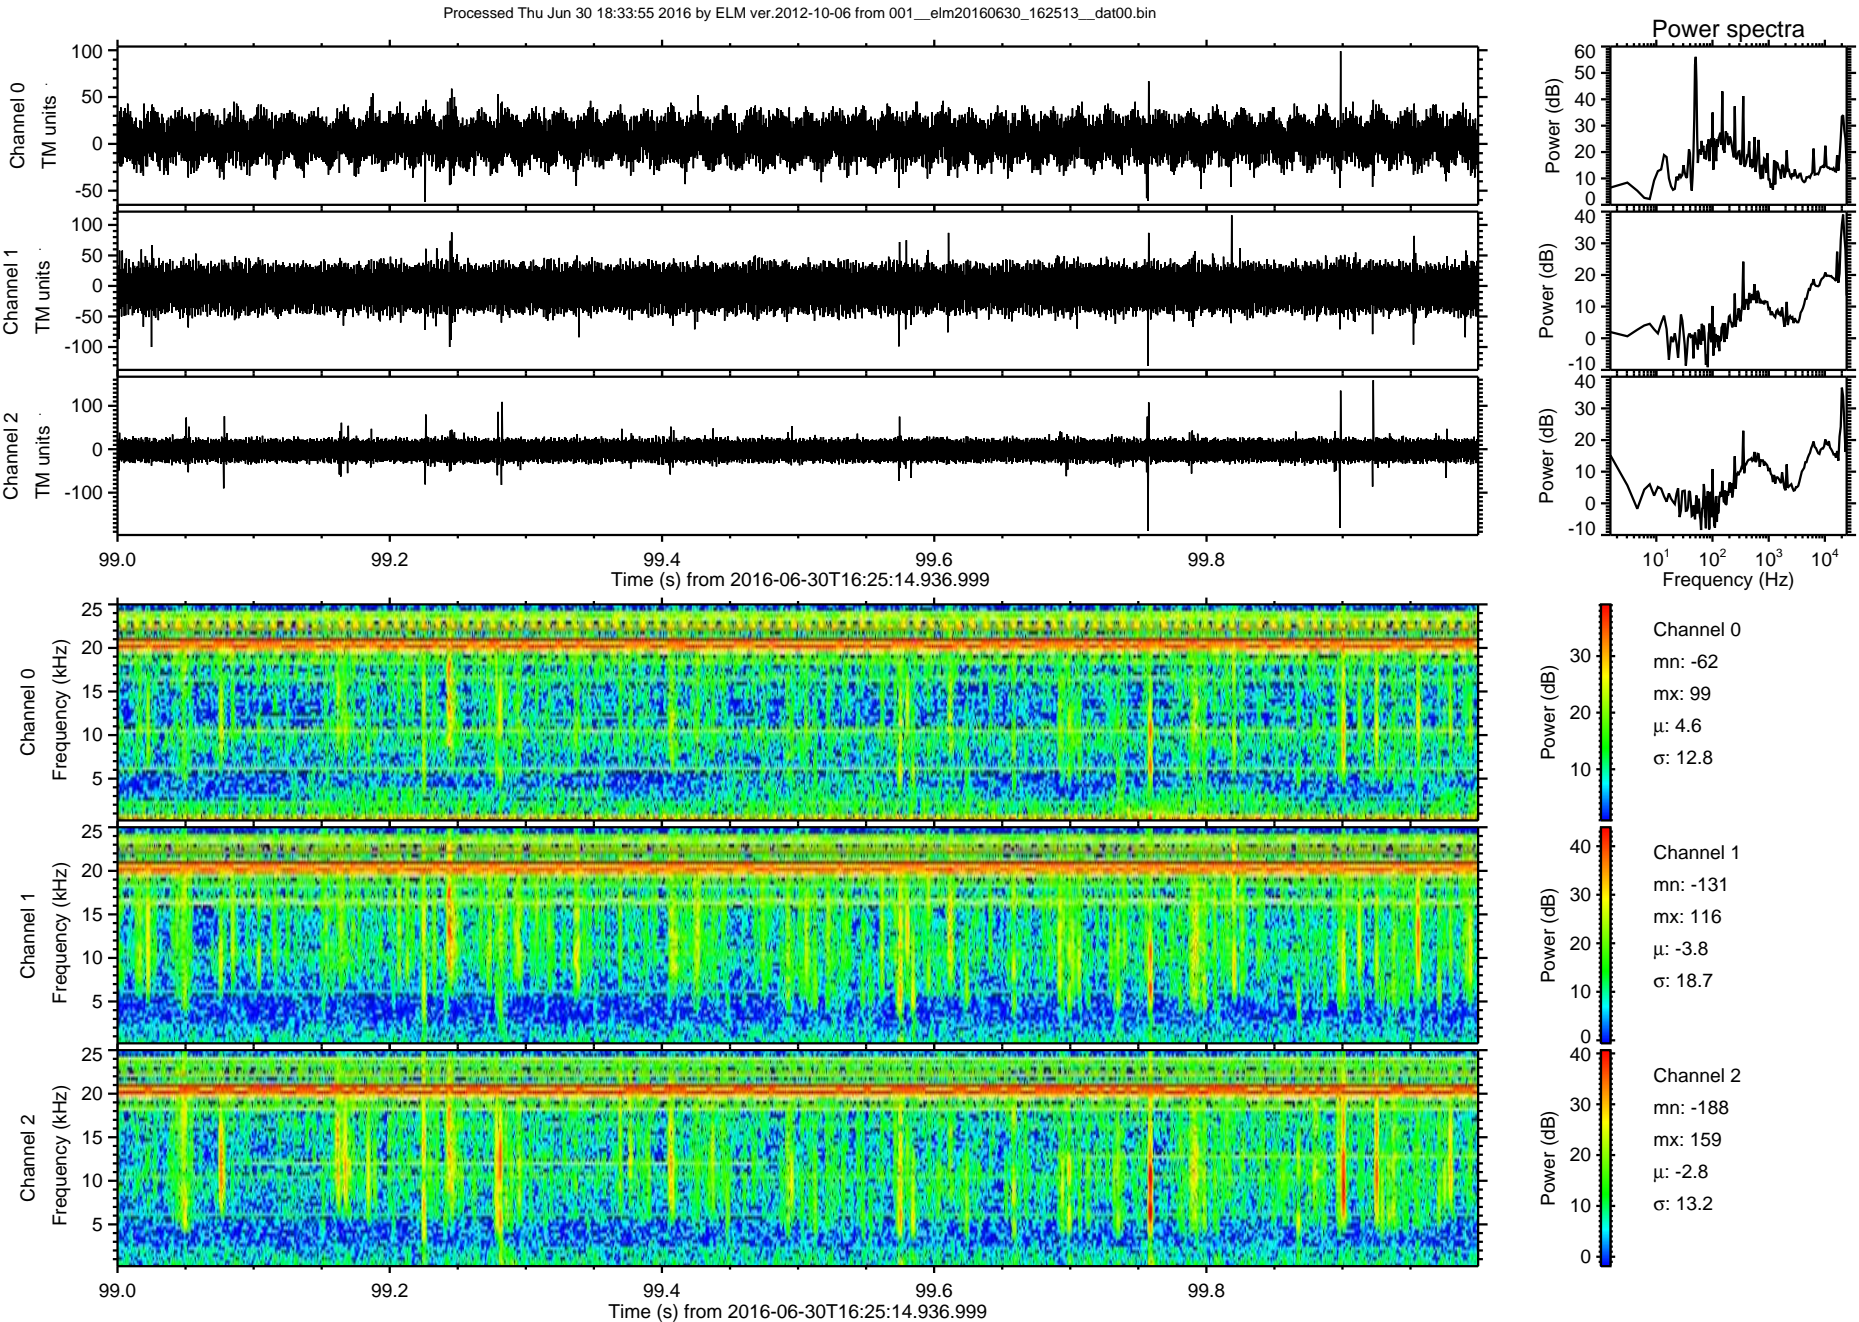 Processed Thu Jun 30 18:33:55 2016 by ELM ver.2012-10-06 from 001__elm20160630_162513__dat00.bin
Power spectra
Channel 0
TM units
100
50
0
-50
Power (dB)
60
50
40
30
20
10
0
Channel 1
TM units
100
50
0
-50
-100
Power (dB)
40
30
20
10
0
-10
Channel 2
TM units
100
0
-100
Power (dB)
40
30
20
10
0
-10
99.0
99.2
99.4
99.6
99.8
Time (s) from 2016-06-30T16:25:14.936.999
10^1
10^2
10^3
10^4
Frequency (Hz)
Channel 0
Frequency (kHz)
25
20
15
10
5
Power (dB)
30
20
10
Channel 0
mn: -62
mx: 99
μ: 4.6
σ: 12.8
Channel 1
Frequency (kHz)
25
20
15
10
5
Power (dB)
40
30
20
10
0
Channel 1
mn: -131
mx: 116
μ: -3.8
σ: 18.7
Channel 2
Frequency (kHz)
25
20
15
10
5
Power (dB)
40
30
20
10
0
Channel 2
mn: -188
mx: 159
μ: -2.8
σ: 13.2
99.0
99.2
99.4
99.6
99.8
Time (s) from 2016-06-30T16:25:14.936.999